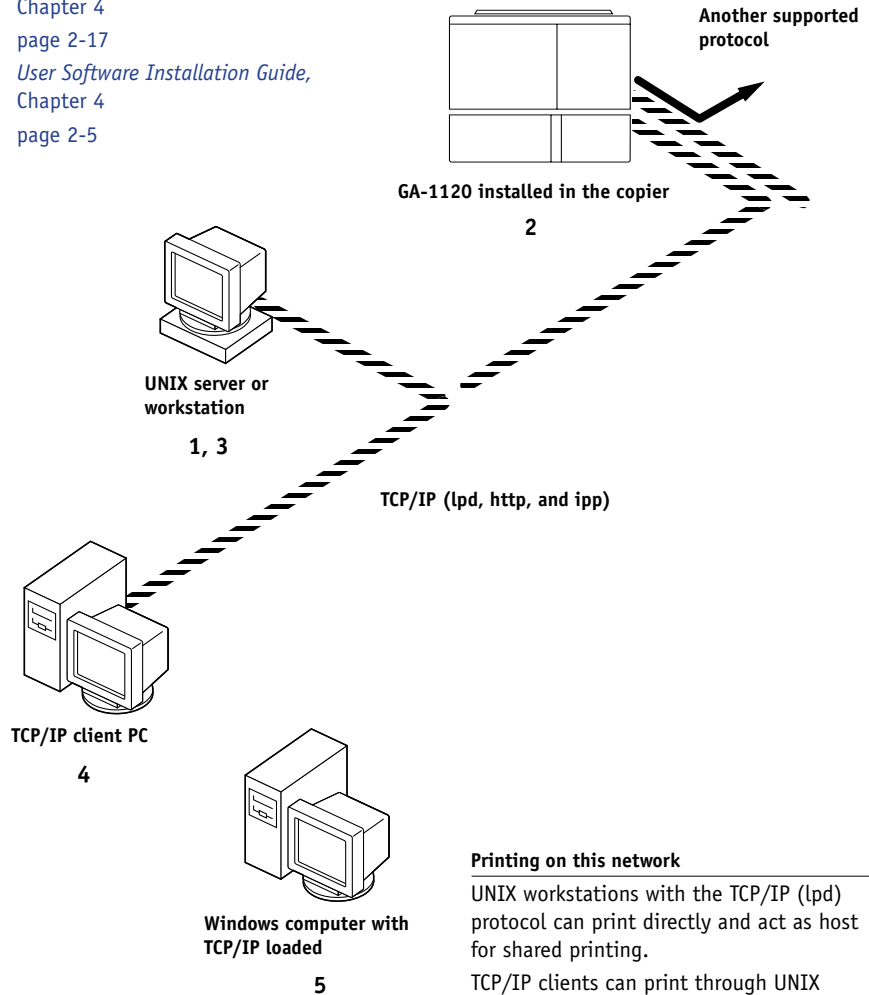 Chapter 4
page 2-17
User Software Installation Guide,
Chapter 4
page 2-5
Another supported
protocol
GA-1120 installed in the copier
2
UNIX server or
workstation
1, 3
TCP/IP (lpd, http, and ipp)
TCP/IP client PC
4
Windows computer with
TCP/IP loaded
5
Printing on this network
UNIX workstations with the TCP/IP (lpd)
protocol can print directly and act as host
for shared printing.
TCP/IP clients can print through UNIX